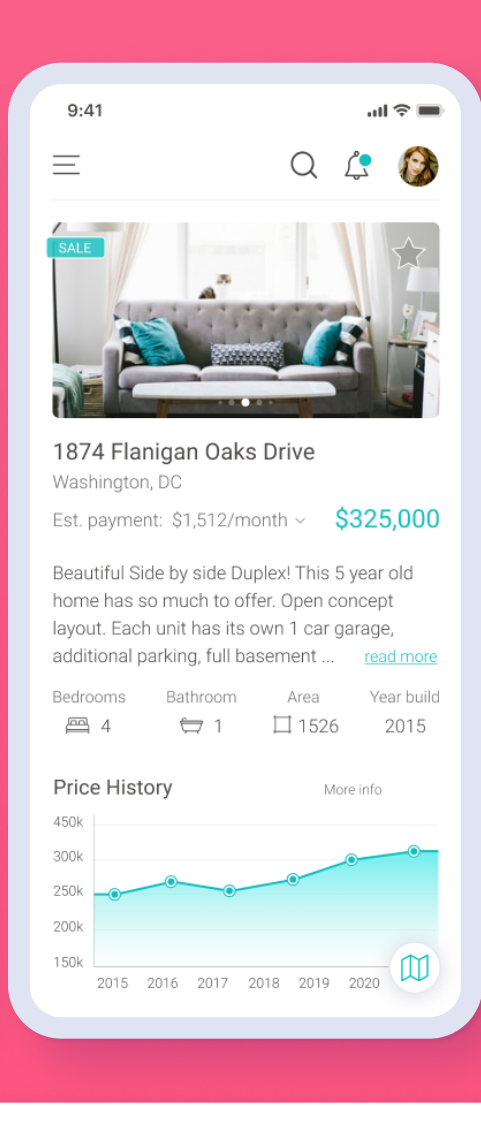 9:41
SALE
1874 Flanigan Oaks Drive
Washington, DC
Est. payment: $1,512/month
$325,000
Beautiful Side by side Duplex! This 5 year old
home has so much to offer. Open concept
layout. Each unit has its own 1 car garage,
additional parking, full basement ... read more
Bedrooms Bathroom Area Year build
4 1 1526 2015
Price History More info
450k
300k
250k
200k
150k
2015 2016 2017 2018 2019 2020